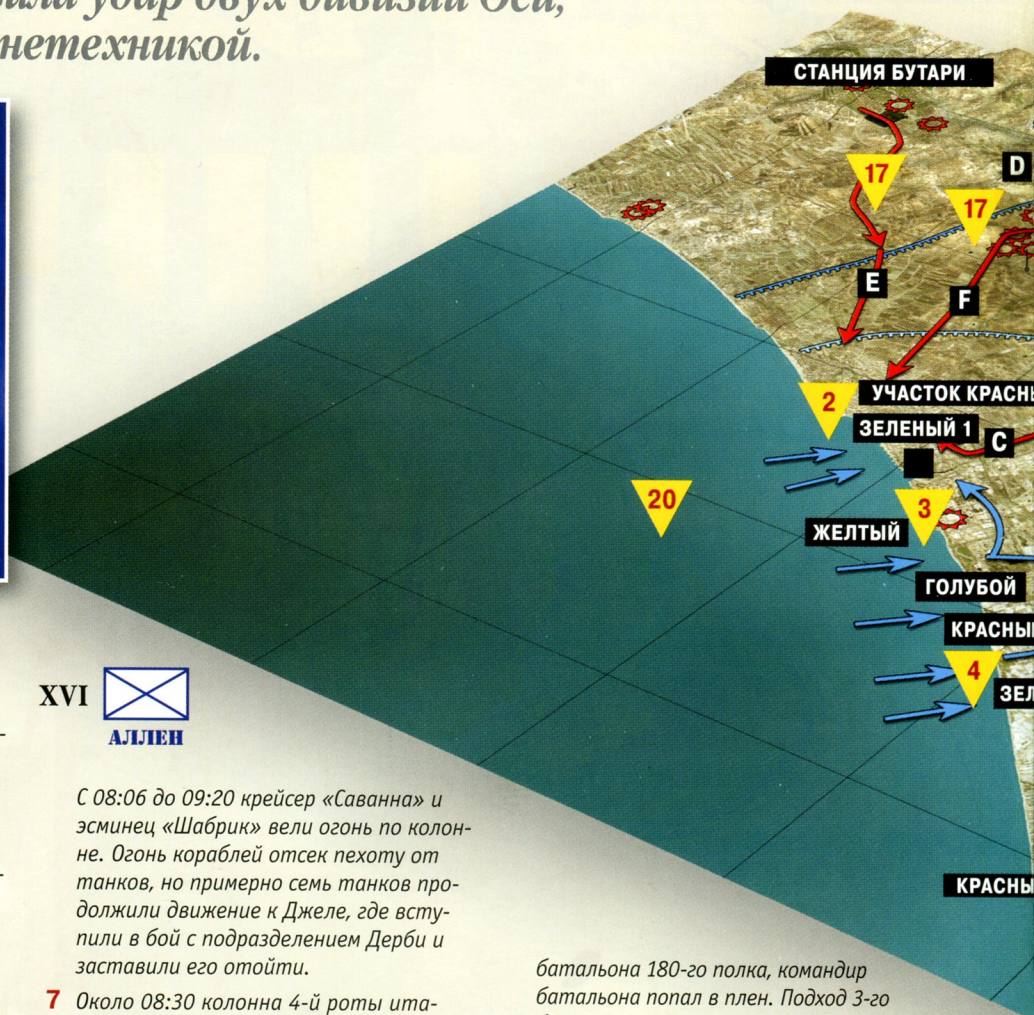 удар двух дивизий Оси,
нетехникой.
СТАНЦИЯ БУТАРИ
17
D
17
E
F
2
УЧАСТОК КРАСНЫ
ЗЕЛЕНЫЙ 1
C
20
3
ЖЕЛТЫЙ
ГОЛУБОЙ
КРАСНЫ
4
ЗЕЛ
КРАСНЫ
XVI
АЛЛЕН
С 08:06 до 09:20 крейсер «Саванна» и
эсминец «Шабрик» вели огонь по колон-
не. Огонь кораблей отсек пехоту от
танков, но примерно семь танков про-
должили движение к Джеле, где всту-
пили в бой с подразделением Дерби и
заставили его отойти.
7 Около 08:30 колонна 4-й роты ита-
батальона 180-го полка, командир
батальона попал в плен. Подход 3-го